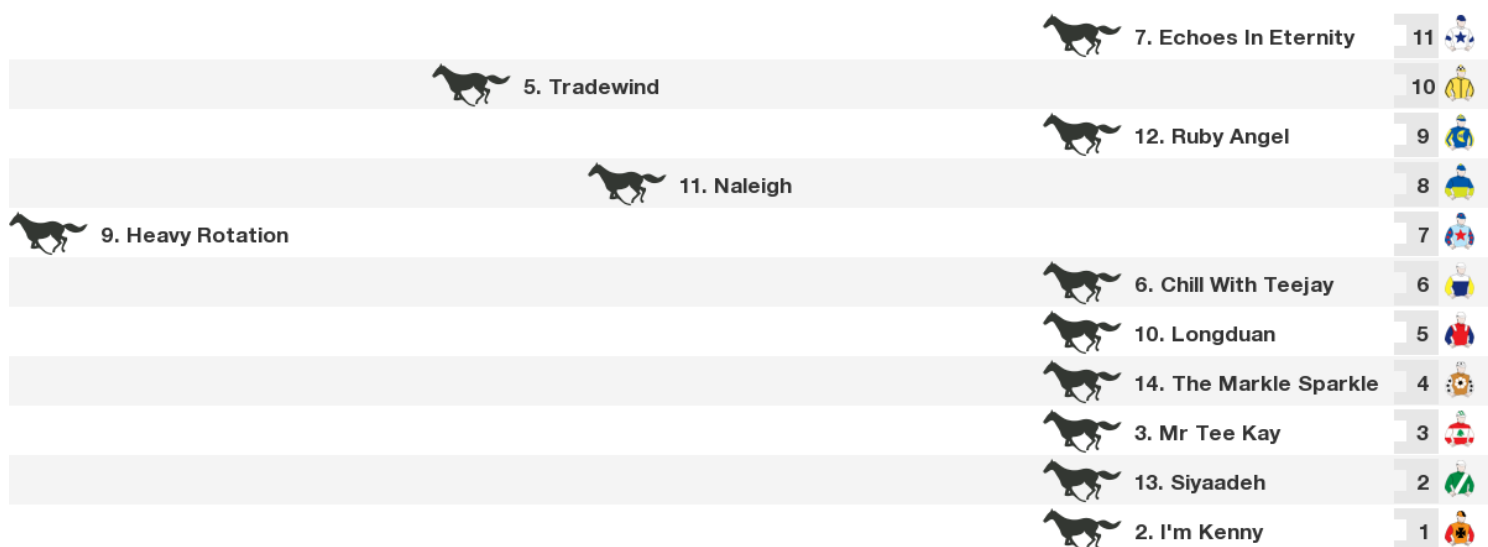 7. Echoes In Eternity 11
5. Tradewind 10
12. Ruby Angel 9
11. Naleigh 8
9. Heavy Rotation 7
6. Chill With Teejay 6
10. Longduan 5
14. The Markle Sparkle 4
3. Mr Tee Kay 3
13. Siyaadeh 2
2. I'm Kenny 1